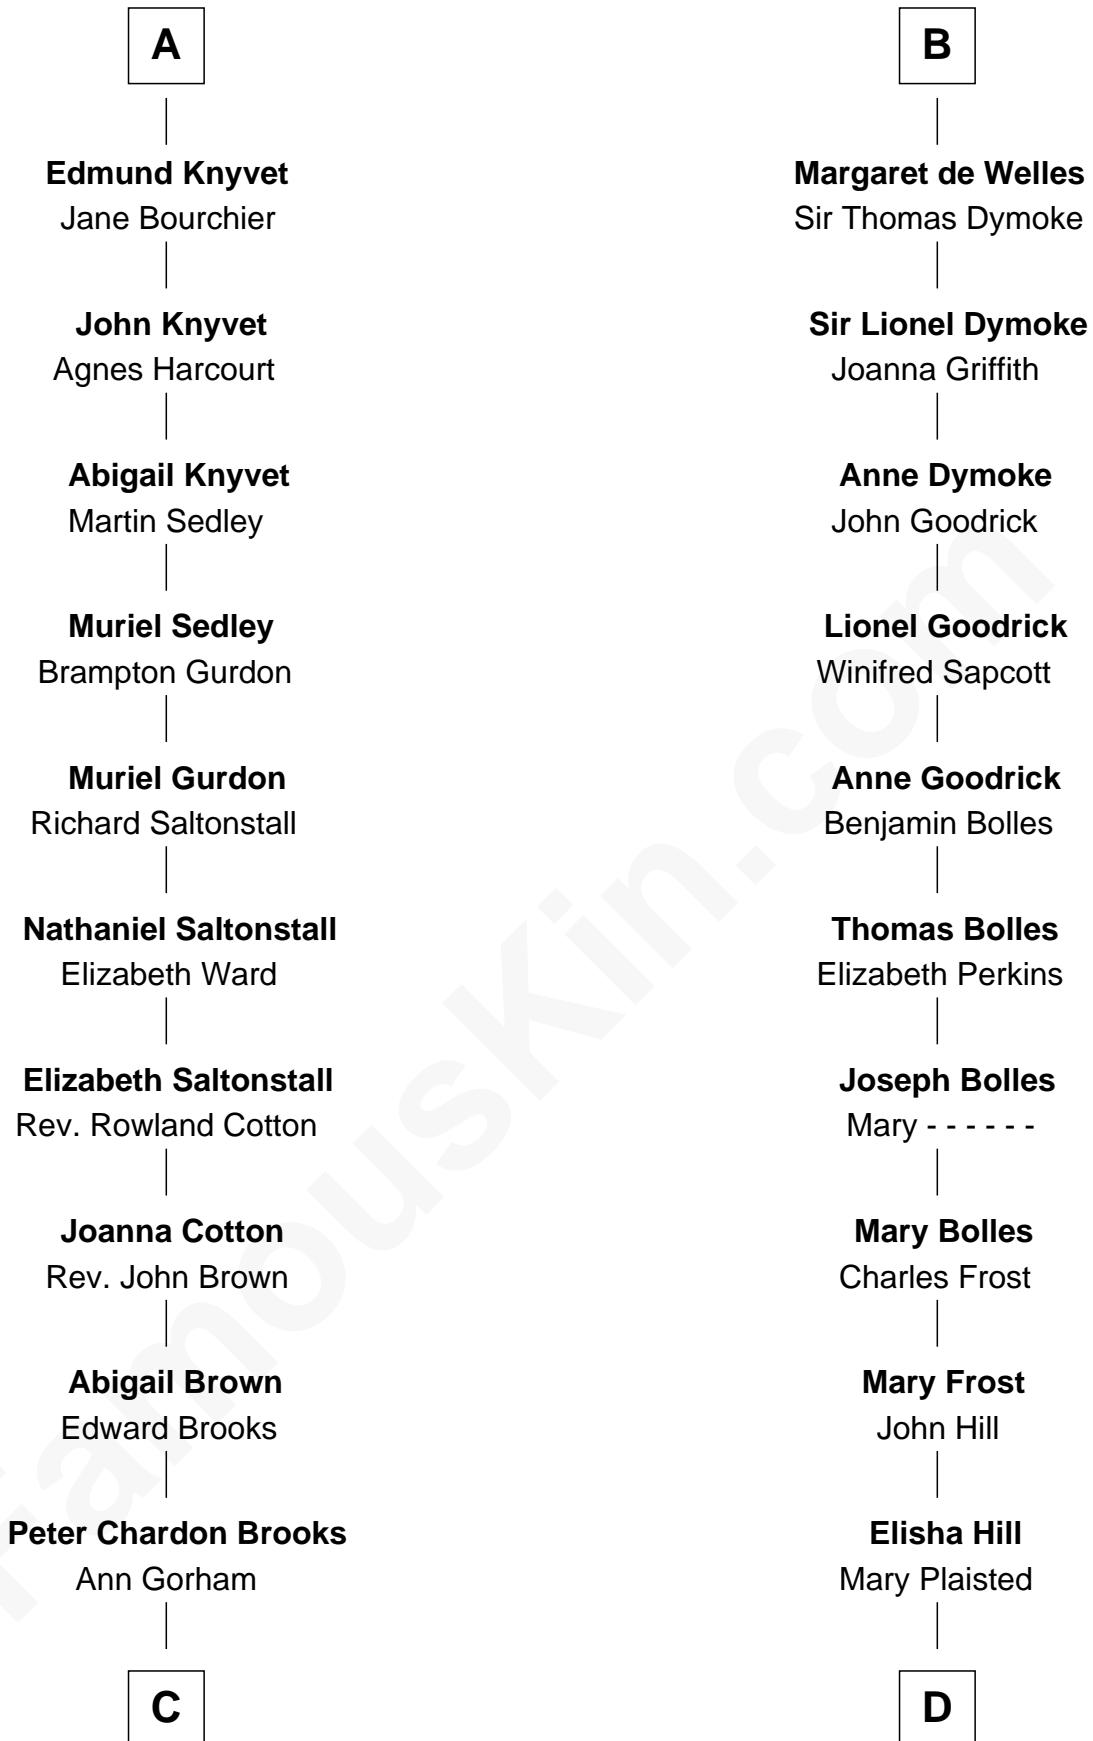 A
Edmund Knyvet
Jane Bourchier
John Knyvet
Agnes Harcourt
Abigail Knyvet
Martin Sedley
Muriel Sedley
Brampton Gurdon
Muriel Gurdon
Richard Saltonstall
Nathaniel Saltonstall
Elizabeth Ward
Elizabeth Saltonstall
Rev. Rowland Cotton
Joanna Cotton
Rev. John Brown
Abigail Brown
Edward Brooks
Peter Chardon Brooks
Ann Gorham
C
B
Margaret de Welles
Sir Thomas Dymoke
Sir Lionel Dymoke
Joanna Griffith
Anne Dymoke
John Goodrick
Lionel Goodrick
Winifred Sapcott
Anne Goodrick
Benjamin Bolles
Thomas Bolles
Elizabeth Perkins
Joseph Bolles
Mary - - - - - -
Mary Bolles
Charles Frost
Mary Frost
John Hill
Elisha Hill
Mary Plaisted
D
FamousKin.com